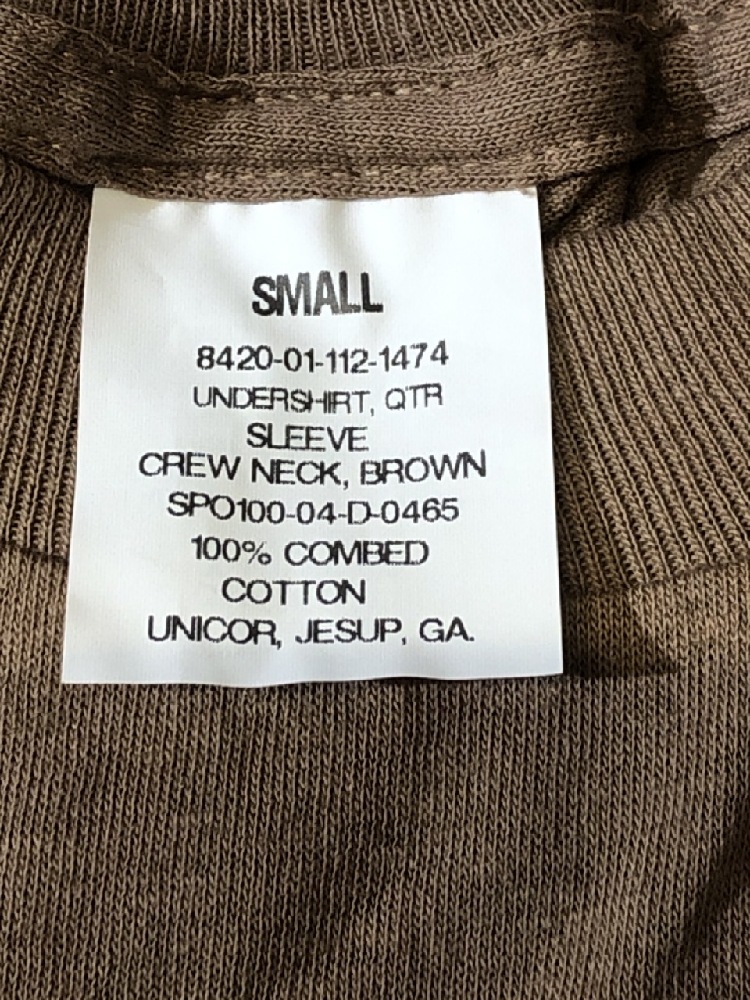 SMALL
8420-01-112-1474
UNDERSHIRT, QTR
SLEEVE
CREW NECK, BROWN
SPO100-04-D-0465
100% COMBED
COTTON
UNICOR, JESUP, GA.